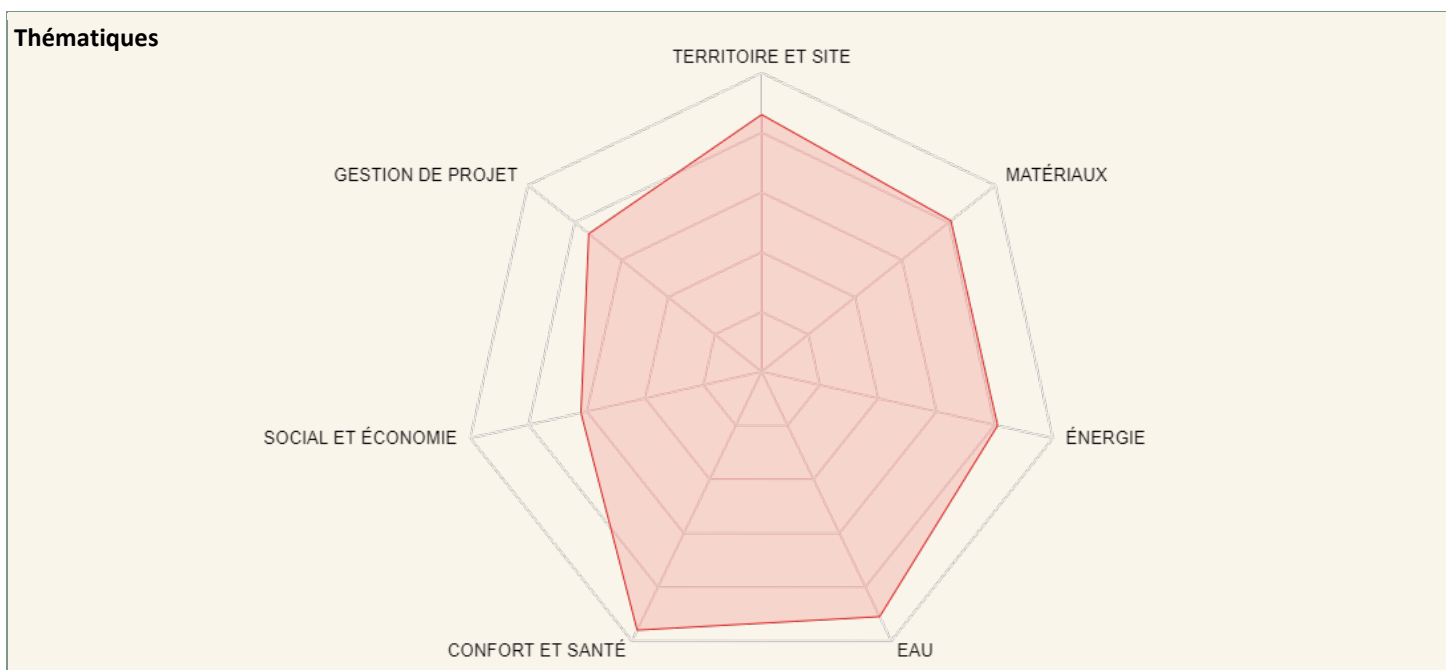 Thématiques
TERRITOIRE ET SITE
GESTION DE PROJET
MATÉRIAUX
SOCIAL ET ÉCONOMIE
ÉNERGIE
CONFORT ET SANTÉ
EAU